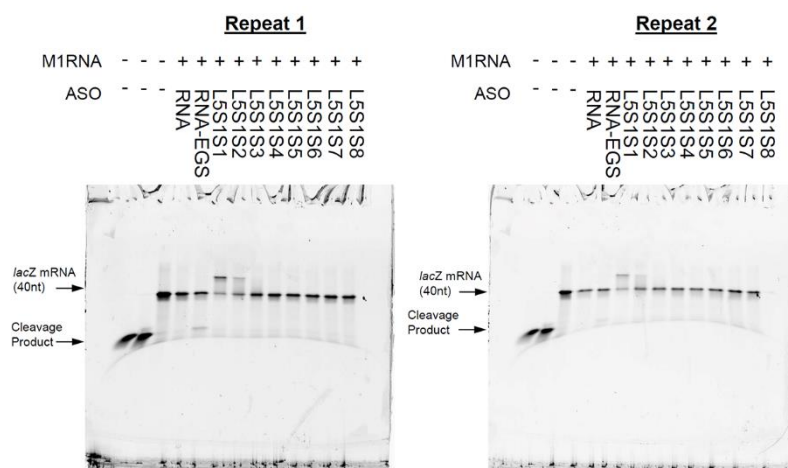 Repeat 1
M1RNA - - - + + + + + + + + + +
ASO - - - RNA RNA-EGS L5S1S1 L5S1S2 L5S1S3 L5S1S4 L5S1S5 L5S1S6 L5S1S7 L5S1S8
lacZ mRNA
(40nt)
Cleavage
Product
Repeat 2
M1RNA - - - + + + + + + + + + +
ASO - - - RNA RNA-EGS L5S1S1 L5S1S2 L5S1S3 L5S1S4 L5S1S5 L5S1S6 L5S1S7 L5S1S8
lacZ mRNA
(40nt)
Cleavage
Product